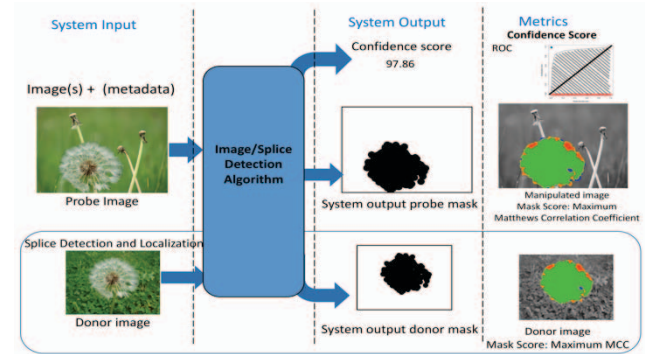 System Input
System Output
Metrics
Confidence Score
ROC
Confidence score
97.86
Image(s) + (metadata)
Image/Splice
Detection
Algorithm
Probe Image
System output probe mask
Manipulated image
Mask Score: Maximum
Matthews Correlation Coefficient
Splice Detection and Localization
Donor image
System output donor mask
Donor image
Mask Score: Maximum MCC